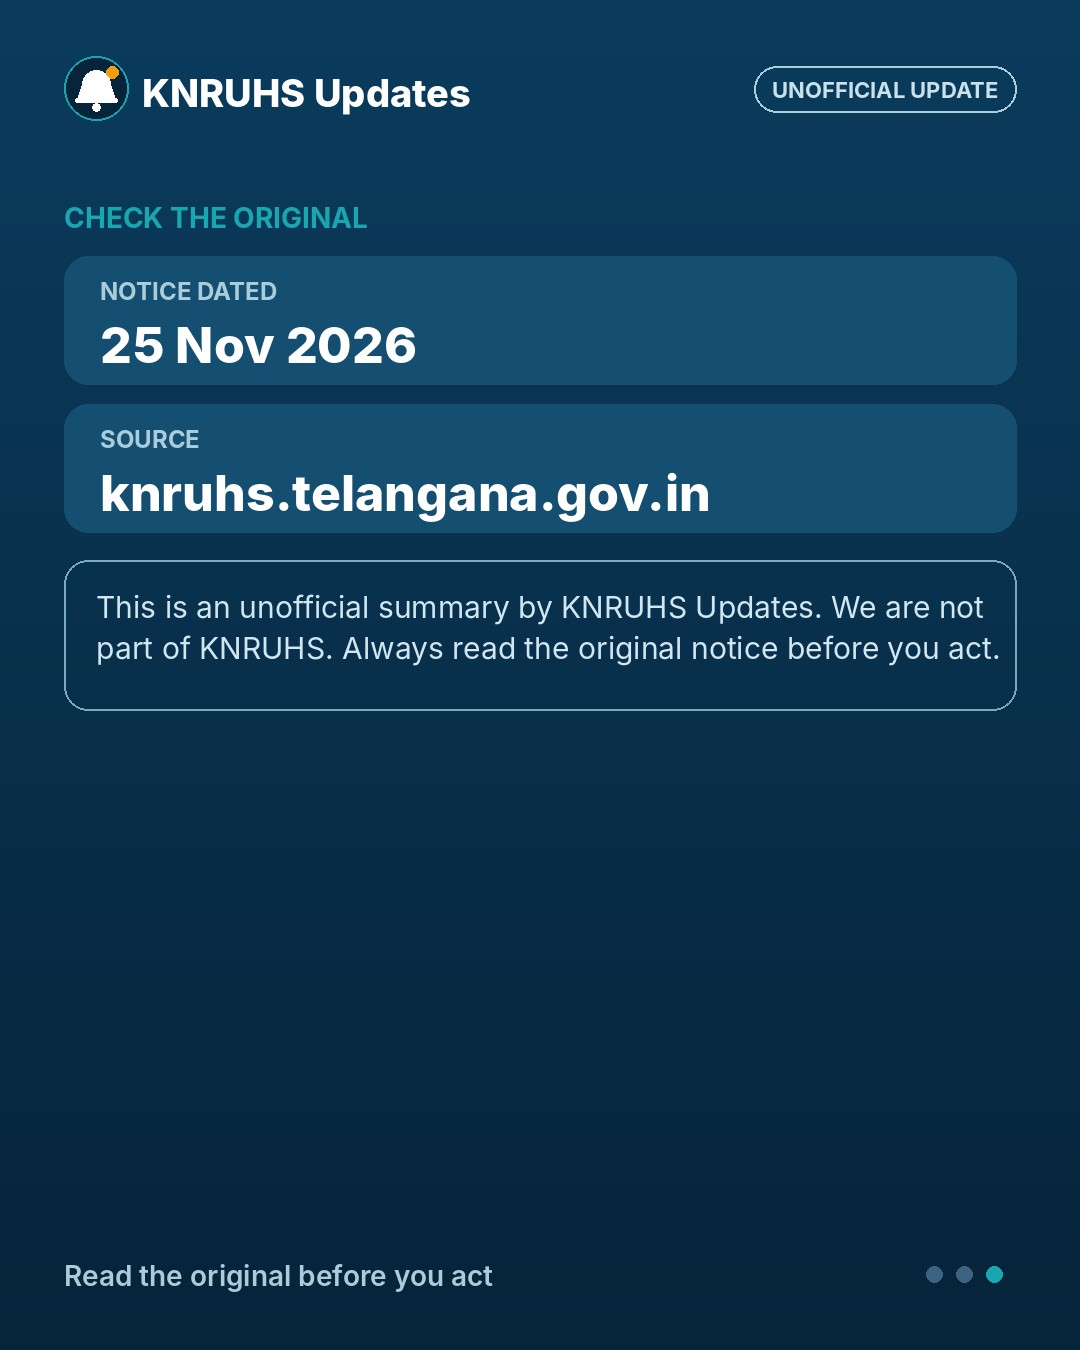 KNRUHS Updates
UNOFFICIAL UPDATE
CHECK THE ORIGINAL
NOTICE DATED
25 Nov 2026
SOURCE
knruhs.telangana.gov.in
This is an unofficial summary by KNRUHS Updates. We are not
part of KNRUHS. Always read the original notice before you act.
Read the original before you act